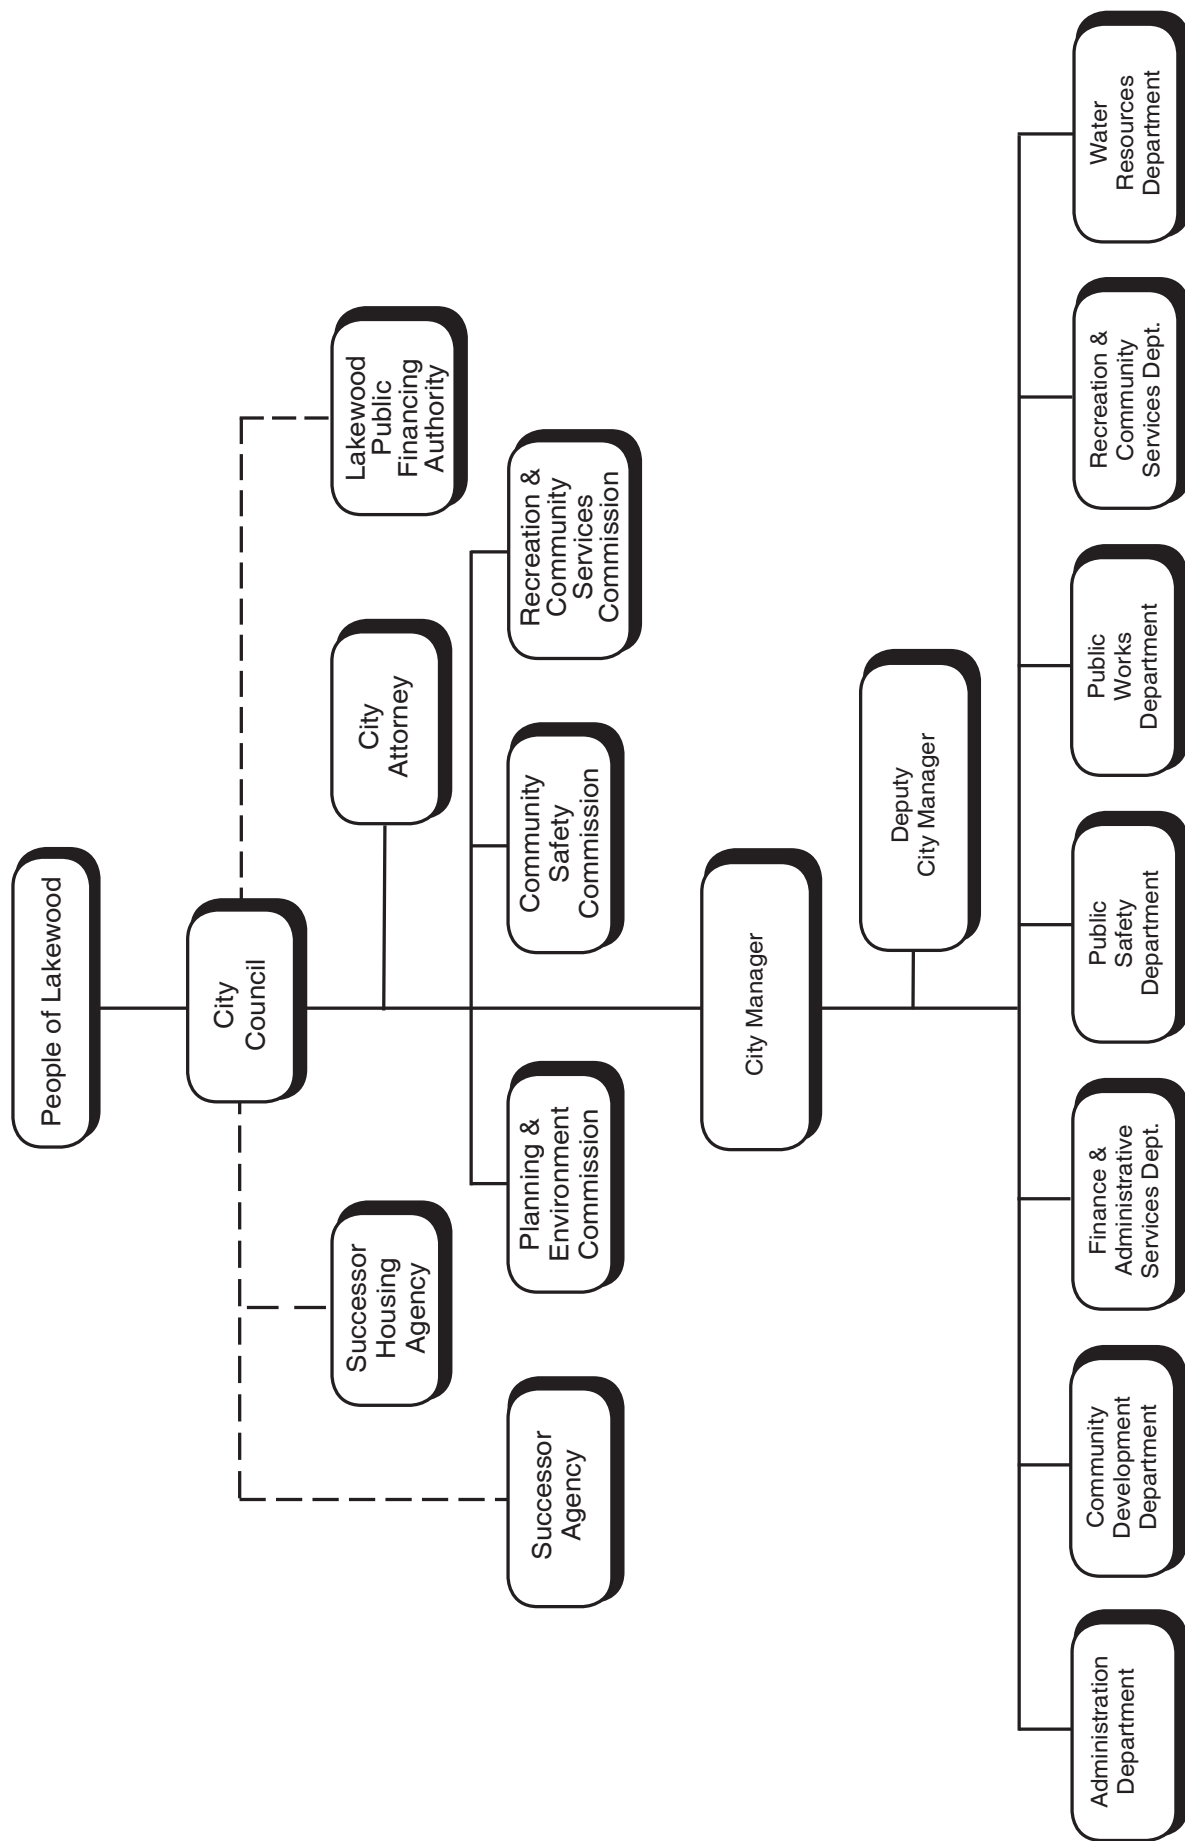 People of Lakewood
City
Council
Successor
Housing
Agency
City
Attorney
Lakewood
Public
Financing
Authority
Successor
Agency
Planning &
Environment
Commission
Community
Safety
Commission
Recreation &
Community
Services
Commission
City Manager
Deputy
City Manager
Administration
Department
Community
Development
Department
Finance &
Administrative
Services Dept.
Public
Safety
Department
Public
Works
Department
Recreation &
Community
Services Dept.
Water
Resources
Department